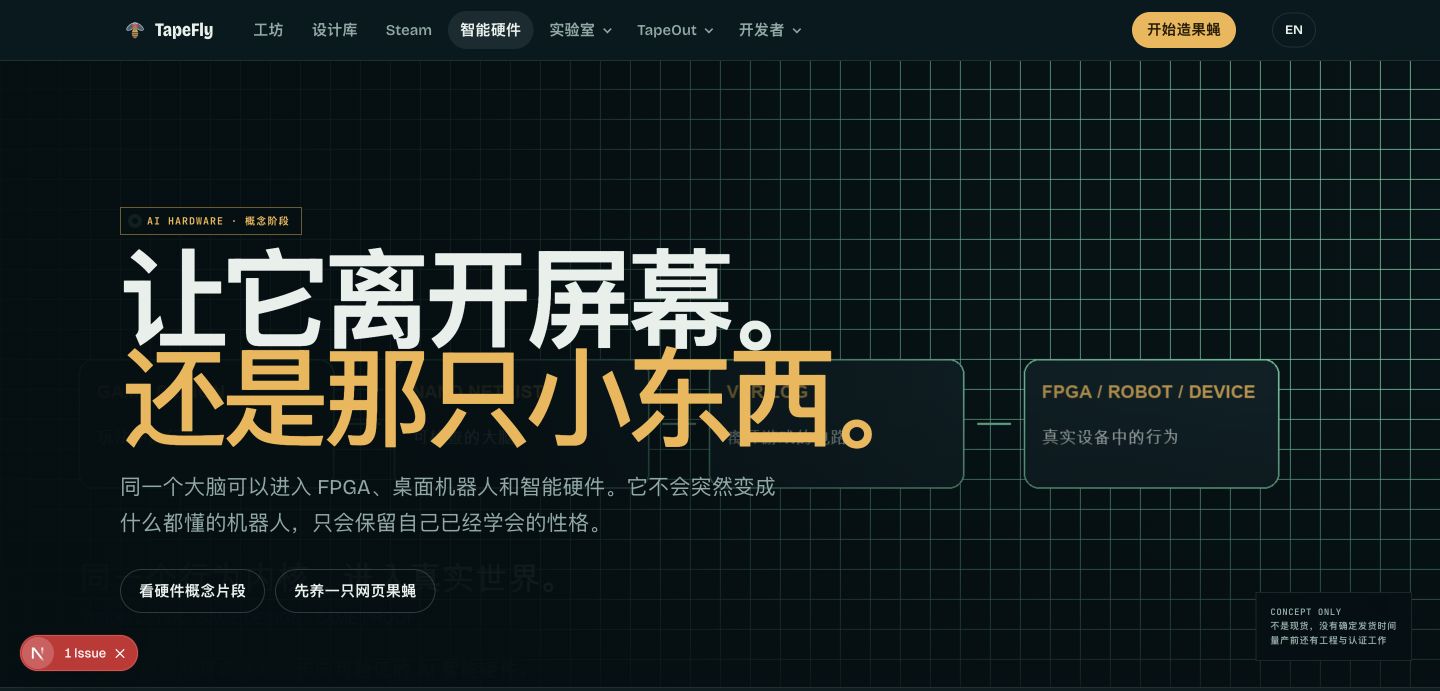 TapeFly 工坊 设计库 Steam 智能硬件 实验室 TapeOut 开发者 开始造果蝇 EN
AI HARDWARE · 概念阶段
让它离开屏幕。
还是那只小东西。
FPGA / ROBOT / DEVICE
真实设备中的行为
同一个大脑可以进入 FPGA、桌面机器人和智能硬件。它不会突然变成
什么都懂的机器人，只会保留自己已经学会的性格。
看硬件概念片段 先养一只网页果蝇
CONCEPT ONLY
不是现货，没有确定发货时间
量产前还有工程与认证工作
1 Issue